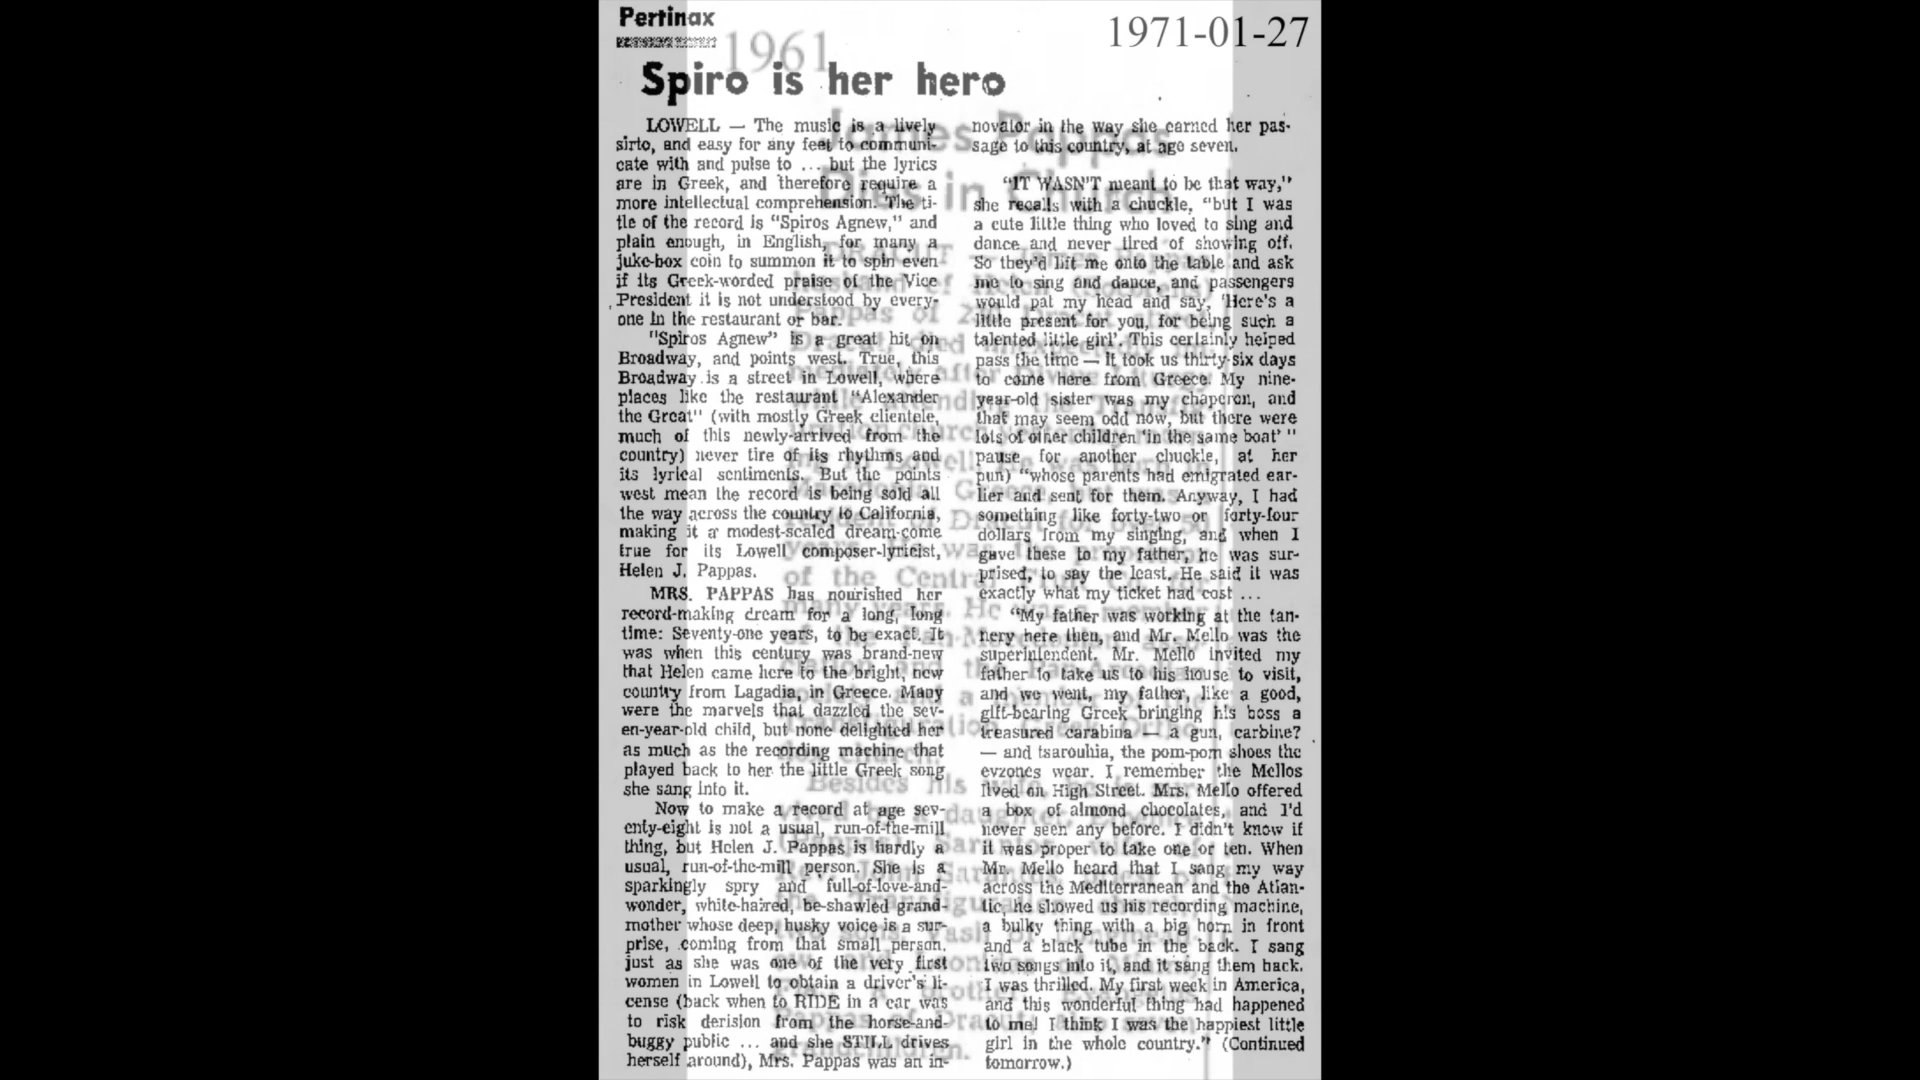 Pertinax
1971-01-27
1961
Spiro is her hero
LOWELL — The music is a lively
sirto, and easy for any feet to communi-
cate with and pulse to ... but the lyrics
are in Greek, and therefore require a
more intellectual comprehension. The ti-
tle of the record is "Spiros Agnew," and
plain enough, in English, for many a
juke-box coin to summon it to spin even
if its Greek-worded praise of the Vice
President it is not understood by every-
one in the restaurant or bar.
"Spiros Agnew" is a great hit on
Broadway, and points west. True, this
Broadway is a street in Lowell, where
places like the restaurant "Alexander
the Great" (with mostly Greek clientele,
much of this newly-arrived from the
country) never tire of its rhythms and
its lyrical sentiments. But the points
west mean the record is being sold all
the way across the country to California,
making it a modest-scaled dream-come
true for its Lowell composer-lyricist,
Helen J. Pappas.
MRS. PAPPAS has nourished her
record-making dream for a long, long
time: Seventy-one years, to be exact. It
was when this century was brand-new
that Helen came here to the bright, new
country from Lagadia, in Greece. Many
were the marvels that dazzled the sev-
en-year-old child, but none delighted her
as much as the recording machine that
played back to her the little Greek song
she sang into it.
Now to make a record at age sev-
enty-eight is not a usual, run-of-the-mill
thing, but Helen J. Pappas is hardly a
usual, run-of-the-mill person. She is a
sparkingly spry and full-of-love-and-
wonder, white-haired, be-shawled grand-
mother whose deep, husky voice is a sur-
prise, coming from that small person,
just as she was one of the very first
women in Lowell to obtain a driver's li-
cense (back when to RIDE in a car was
to risk derision from the horse-and-
buggy public ... and she STILL drives
herself around), Mrs. Pappas was an in-
novator in the way she earned her pas-
sage to this country, at age seven.
"IT WASN'T meant to be that way,"
she recalls with a chuckle, "but I was
a cute little thing who loved to sing and
dance and never tired of showing off.
So they'd lift me onto the table and ask
me to sing and dance, and passengers
would pat my head and say, 'Here's a
little present for you, for being such a
talented little girl'. This certainly helped
pass the time — it took us thirty-six days
to come here from Greece. My nine-
year-old sister was my chaperon, and
that may seem odd now, but there were
lots of other children 'in the same boat' "
pause for another chuckle, at her
pun) "whose parents had emigrated ear-
lier and sent for them. Anyway, I had
something like forty-two or forty-four
dollars from my singing, and when I
gave these to my father, he was sur-
prised, to say the least. He said it was
exactly what my ticket had cost ...
"My father was working at the tan-
nery here then, and Mr. Mello was the
superintendent. Mr. Mello invited my
father to take us to his house to visit,
and we went, my father, like a good,
gift-bearing Greek bringing his boss a
treasured carabina — a gun, carbine?
— and tsarouhia, the pom-pom shoes the
evzones wear. I remember the Mellos
lived on High Street. Mrs. Mello offered
a box of almond chocolates, and I'd
never seen any before. I didn't know if
it was proper to take one or ten. When
Mr. Mello heard that I sang my way
across the Mediterranean and the Atlan-
tic, he showed us his recording machine,
a bulky thing with a big horn in front
and a black tube in the back. I sang
two songs into it, and it sang them back.
I was thrilled. My first week in America,
and this wonderful thing had happened
to me! I think I was the happiest little
girl in the whole country." (Continued
tomorrow.)
James Pappas
Dies in Church